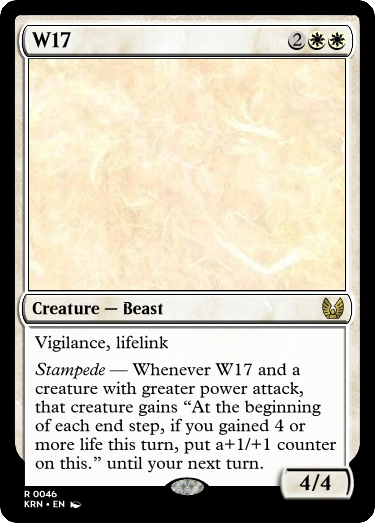 W17
2
Creature — Beast
Vigilance, lifelink
Stampede — Whenever W17 and a
creature with greater power attack,
that creature gains “At the beginning
of each end step, if you gained 4 or
more life this turn, put a+1/+1 counter
on this.” until your next turn.
4/4
R 0046
KRN • EN